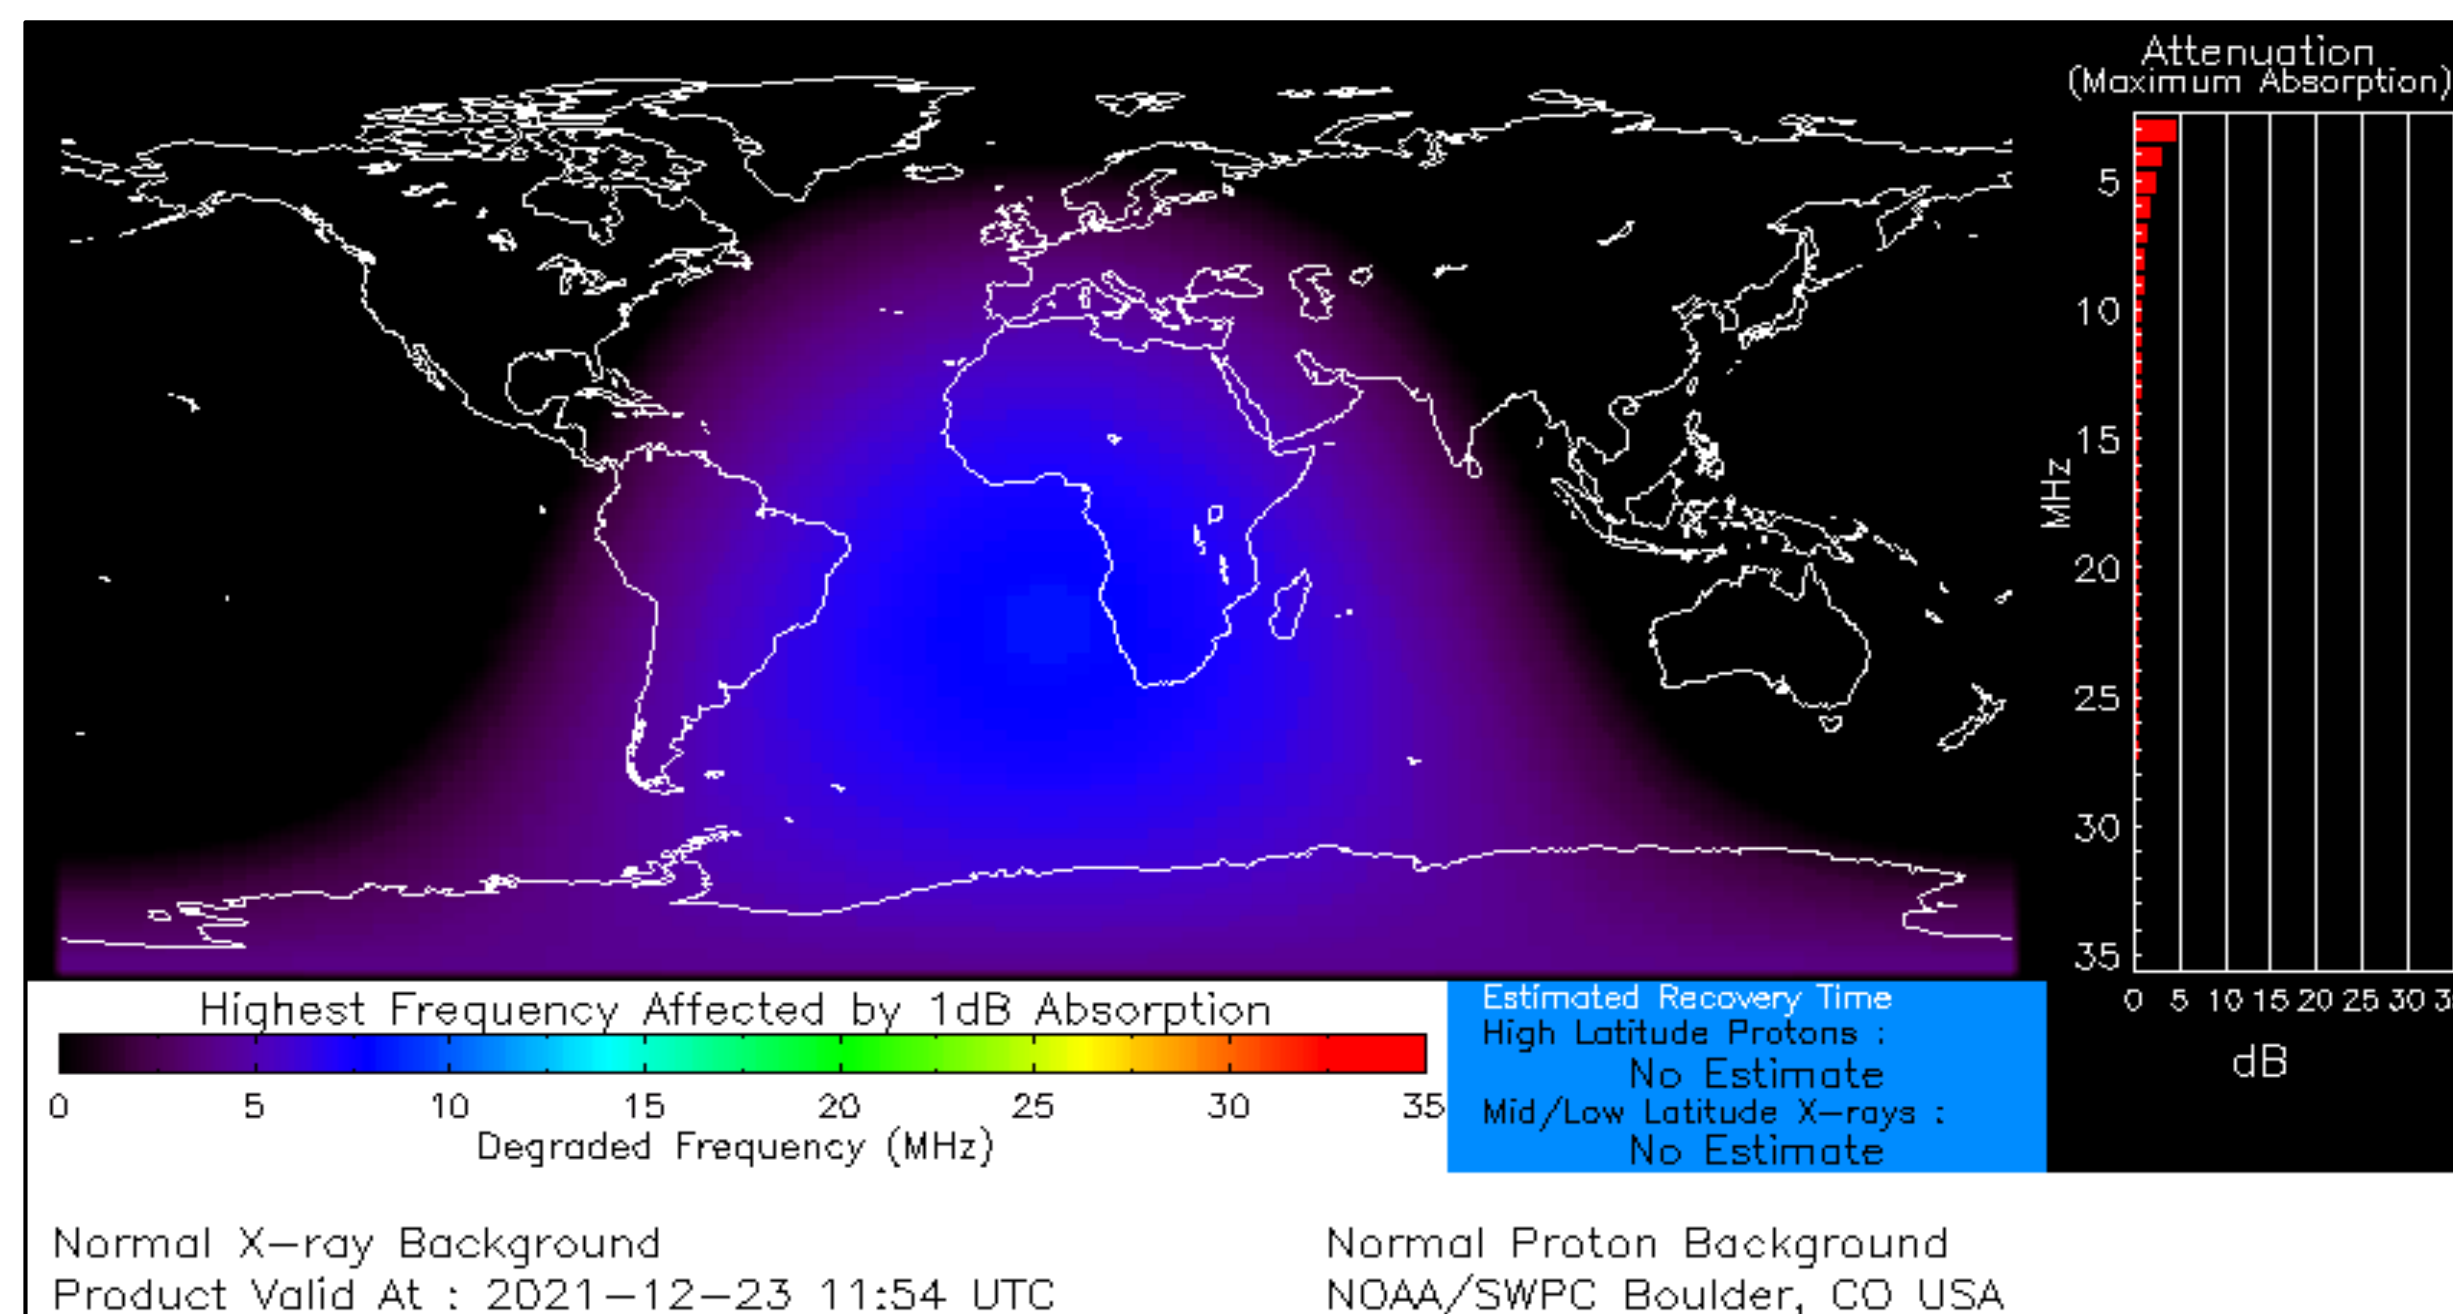 Attenuation
(Maximum Absorption)
5
10
15
20
25
30
35
MHz
0 5 10 15 20 25 30 3
dB
Highest Frequency Affected by 1dB Absorption
0 5 10 15 20 25 30 35
Degraded Frequency (MHz)
Estimated Recovery Time
High Latitude Protons :
No Estimate
Mid/Low Latitude X-rays :
No Estimate
Normal X-ray Background
Normal Proton Background
Product Valid At : 2021-12-23 11:54 UTC
NOAA/SWPC Boulder, CO USA